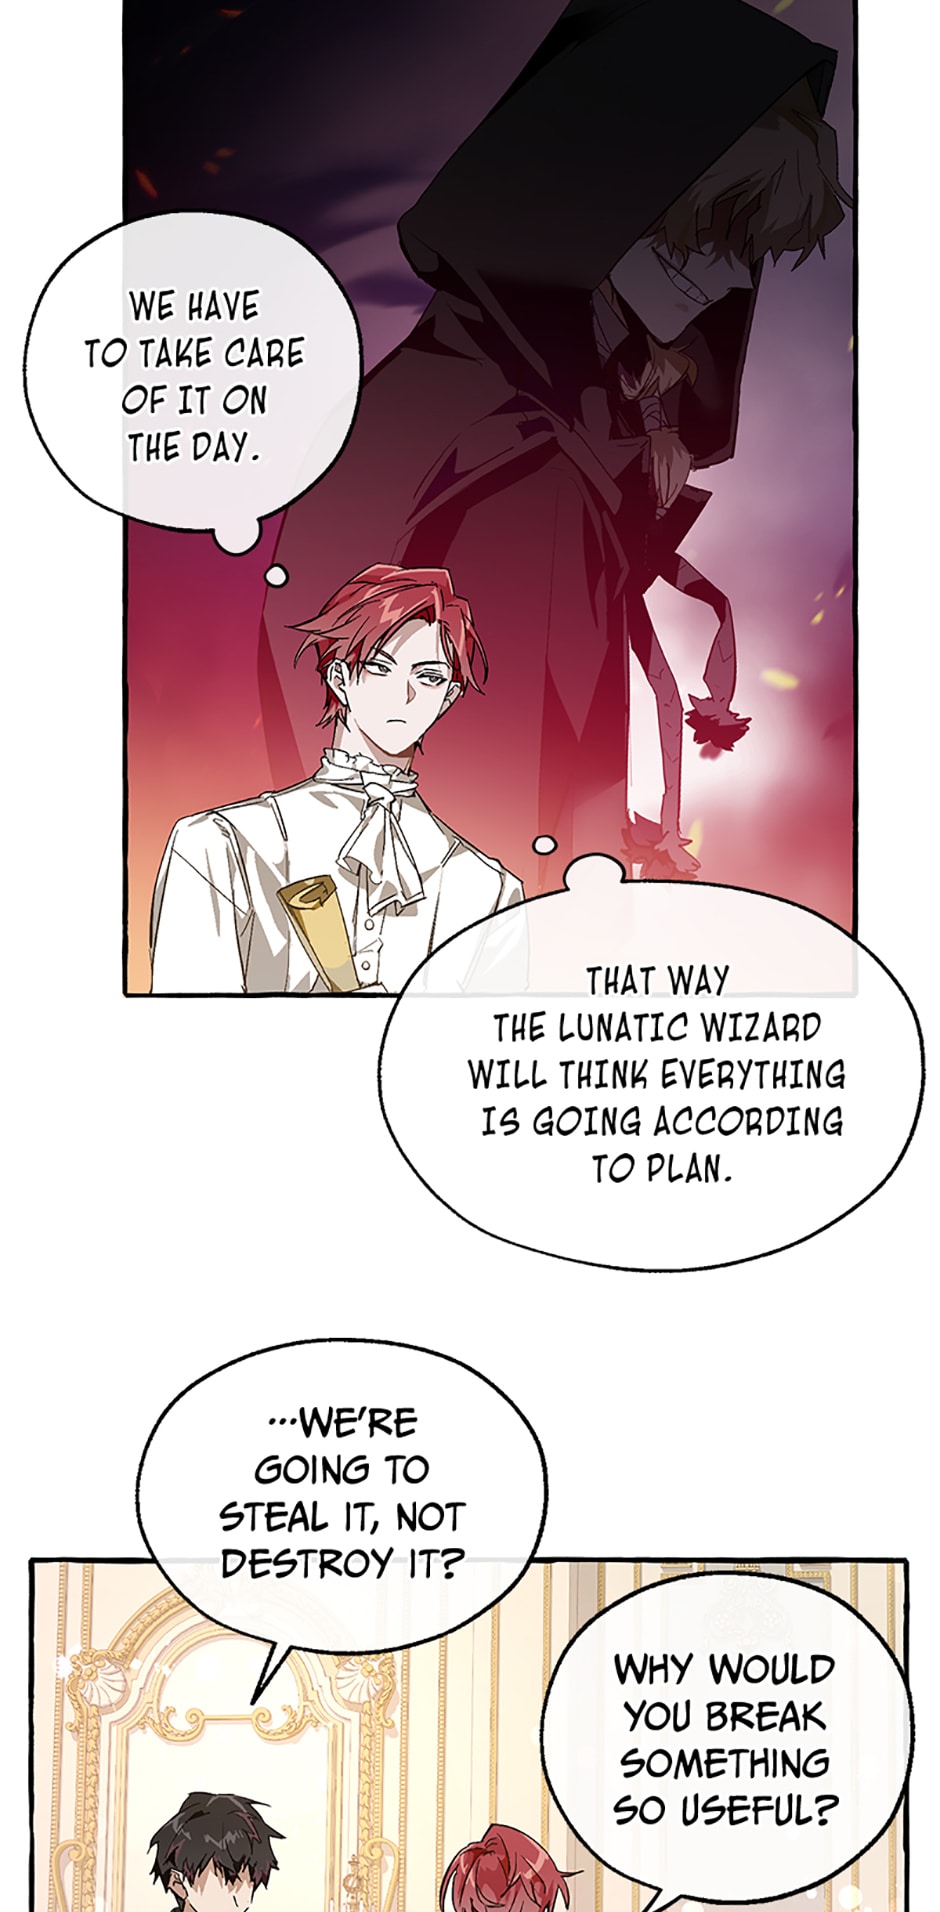 WE HAVE
TO TAKE CARE
OF IT ON
THE DAY.
THAT WAY
THE LUNATIC WIZARD
WILL THINK EVERYTHING
IS GOING ACCORDING
TO PLAN.
...WE'RE
GOING TO
STEAL IT, NOT
DESTROY IT?
WHY WOULD
YOU BREAK
SOMETHING
SO USEFUL?